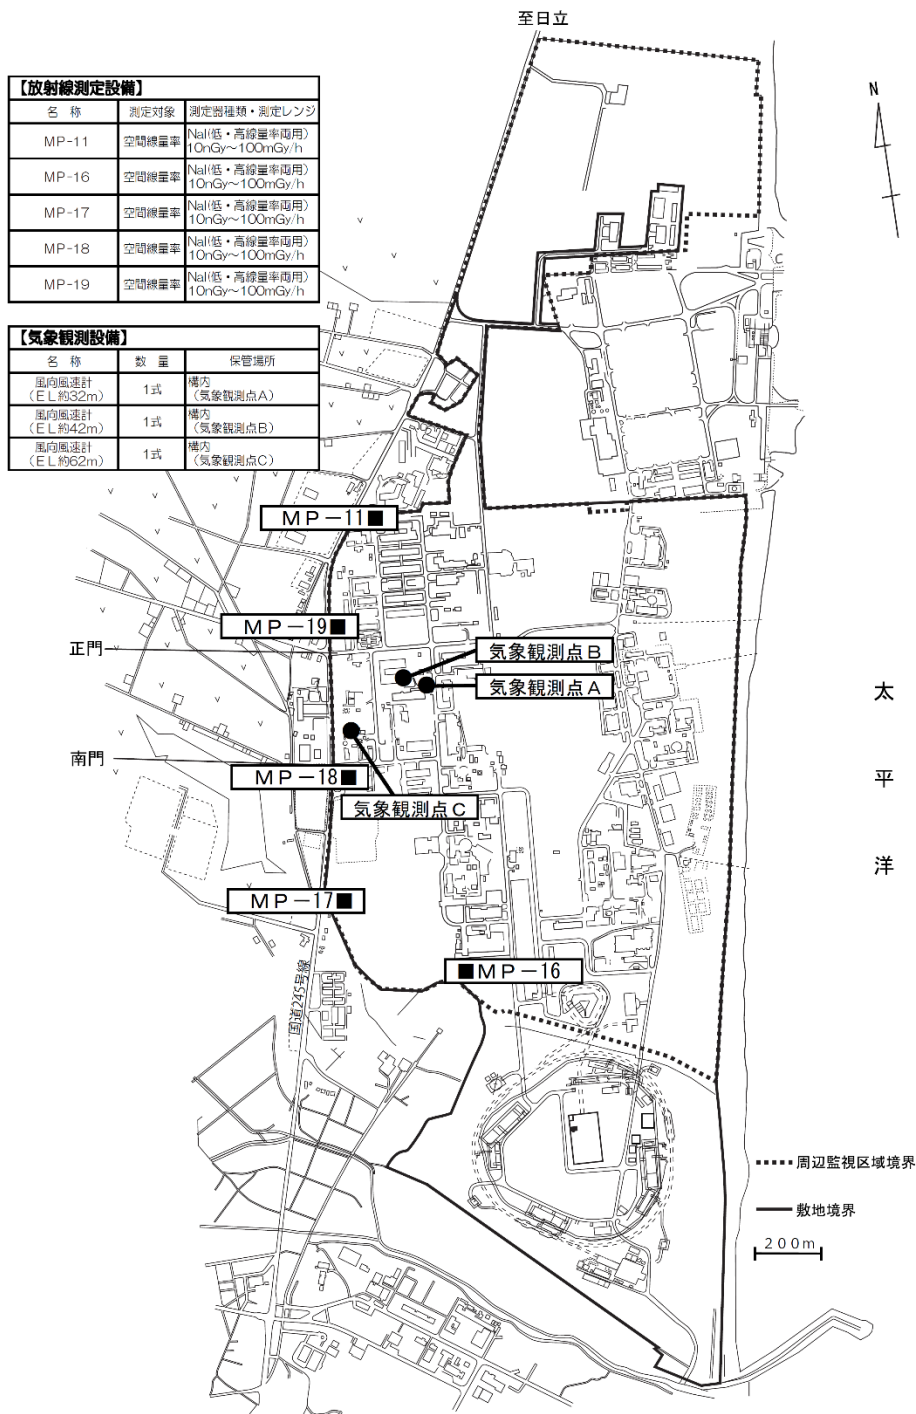 至日立
N
【放射線測定設備】
名 称 測定対象 測定器種類・測定レンジ
MP-11 空間線量率 NaI(低・高線量率両用)
10nGy～100mGy/h
MP-16 空間線量率 NaI(低・高線量率両用)
10nGy～100mGy/h
MP-17 空間線量率 NaI(低・高線量率両用)
10nGy～100mGy/h
MP-18 空間線量率 NaI(低・高線量率両用)
10nGy～100mGy/h
MP-19 空間線量率 NaI(低・高線量率両用)
10nGy～100mGy/h
【気象観測設備】
名 称 数 量 保管場所
風向風速計
（ＥＬ約32m） 1式 構内
（気象観測点A）
風向風速計
（ＥＬ約42m） 1式 構内
（気象観測点B）
風向風速計
（ＥＬ約62m） 1式 構内
（気象観測点C）
ＭＰ－11■
ＭＰ－19■
正門
気象観測点Ｂ
気象観測点Ａ
南門
ＭＰ－18■
気象観測点Ｃ
ＭＰ－17■
■ＭＰ－16
国道245号線
太平洋
周辺監視区域境界
敷地境界
200m